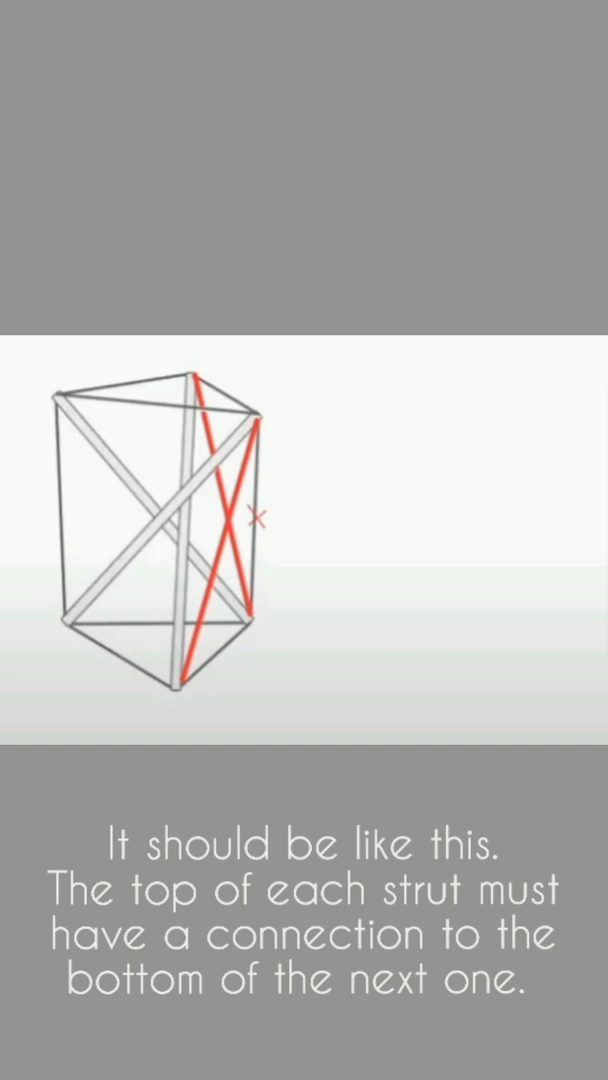 It should be like this.
The top of each strut must
have a connection to the
bottom of the next one.